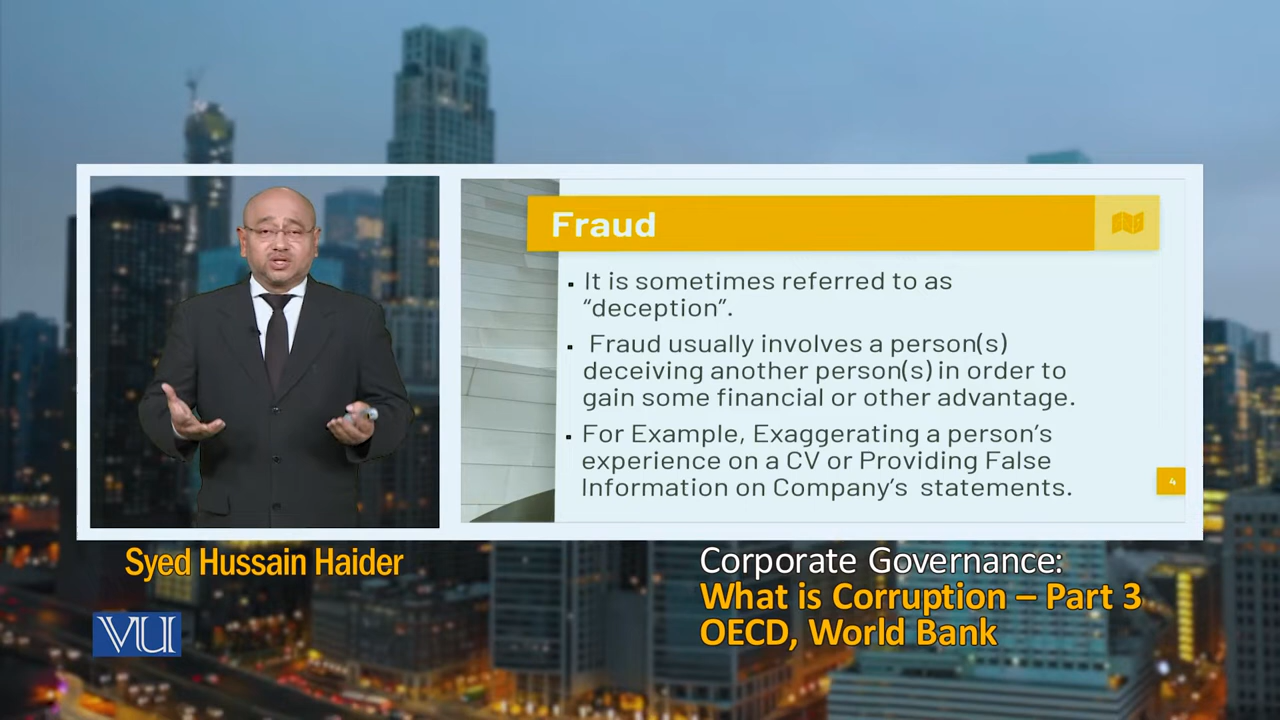 Fraud
▪ It is sometimes referred to as
“deception”.
▪ Fraud usually involves a person(s)
deceiving another person(s) in order to
gain some financial or other advantage.
▪ For Example, Exaggerating a person’s
experience on a CV or Providing False
Information on Company’s statements.
4
Syed Hussain Haider
VU
Corporate Governance:
What is Corruption – Part 3
OECD, World Bank